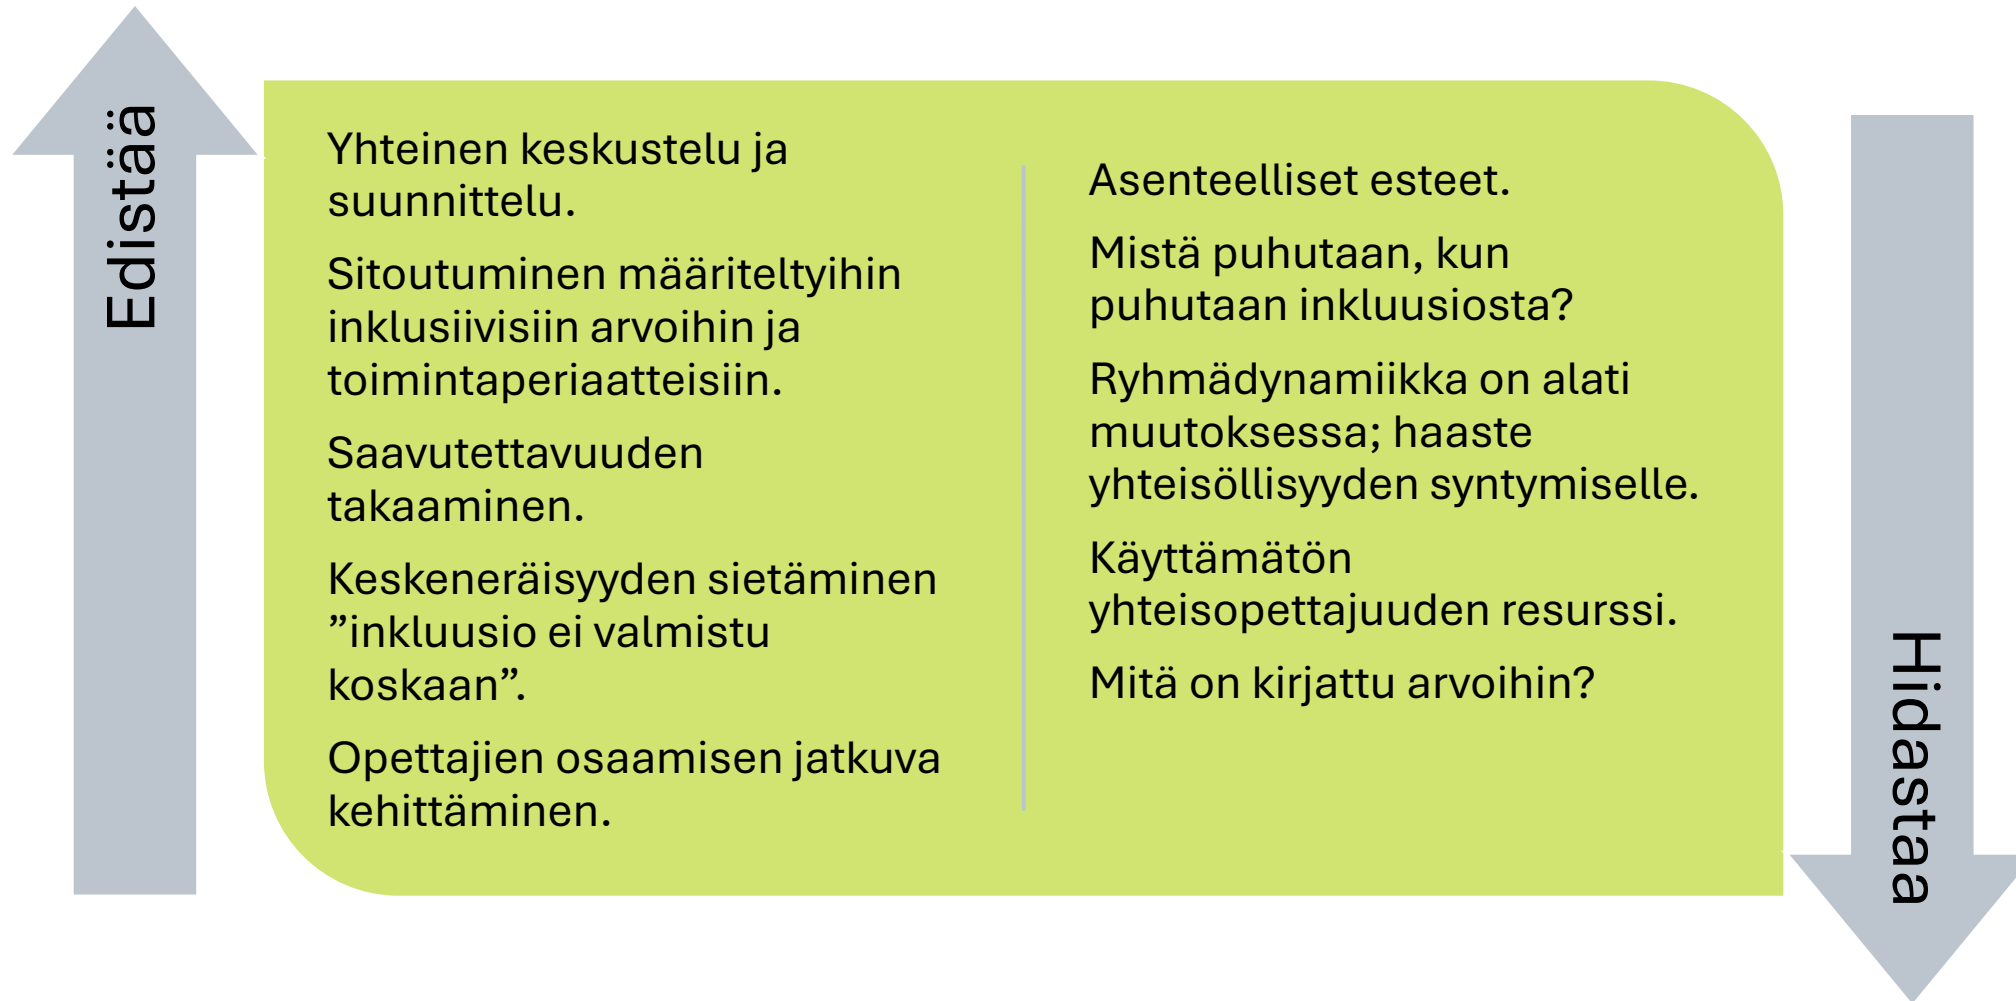 Edistää
Yhteinen keskustelu ja
suunnittelu.
Sitoutuminen määriteltyihin
inklusiivisiin arvoihin ja
toimintaperiaatteisiin.
Saavutettavuuden
takaaminen.
Keskeneräisyyden sietäminen
”inkluusio ei valmistu
koskaan”.
Opettajien osaamisen jatkuva
kehittäminen.
Asenteelliset esteet.
Mistä puhutaan, kun
puhutaan inkluusiosta?
Ryhmädynamiikka on alati
muutoksessa; haaste
yhteisöllisyyden syntymiselle.
Käyttämätön
yhteisopettajuuden resurssi.
Mitä on kirjattu arvoihin?
Hidastaa